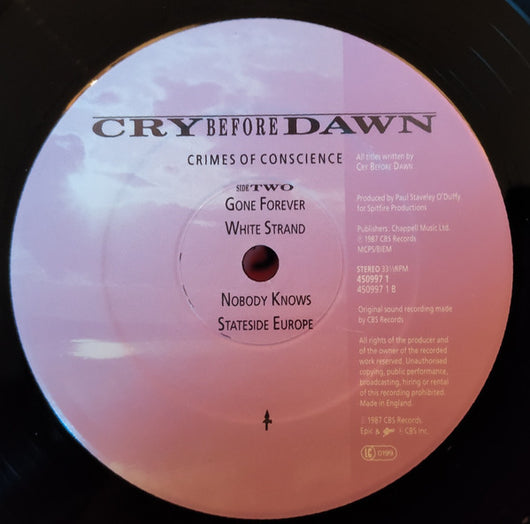 CRY BEFORE DAWN
CRIMES OF CONSCIENCE
SIDE TWO
GONE FOREVER
WHITE STRAND
NOBODY KNOWS
STATESIDE EUROPE
All titles written by
CRY BEFORE DAWN
Produced by Paul Staveley O'Duffy.
for Spitfire Productions
Publishers: Chappell Music Ltd.
℗ 1987 CBS Records
MCPS/BIEM
STEREO 33⅓RPM
450997 1
450997 1 B
Original sound recording made
by CBS Records
All rights of the producer and
of the owner of the recorded
work reserved. Unauthorised
copying, public performance,
broadcasting, hiring or rental
of this recording prohibited.
Made in England.
℗ 1987 CBS Records.
Epic & ® CBS Inc.
LC 0199